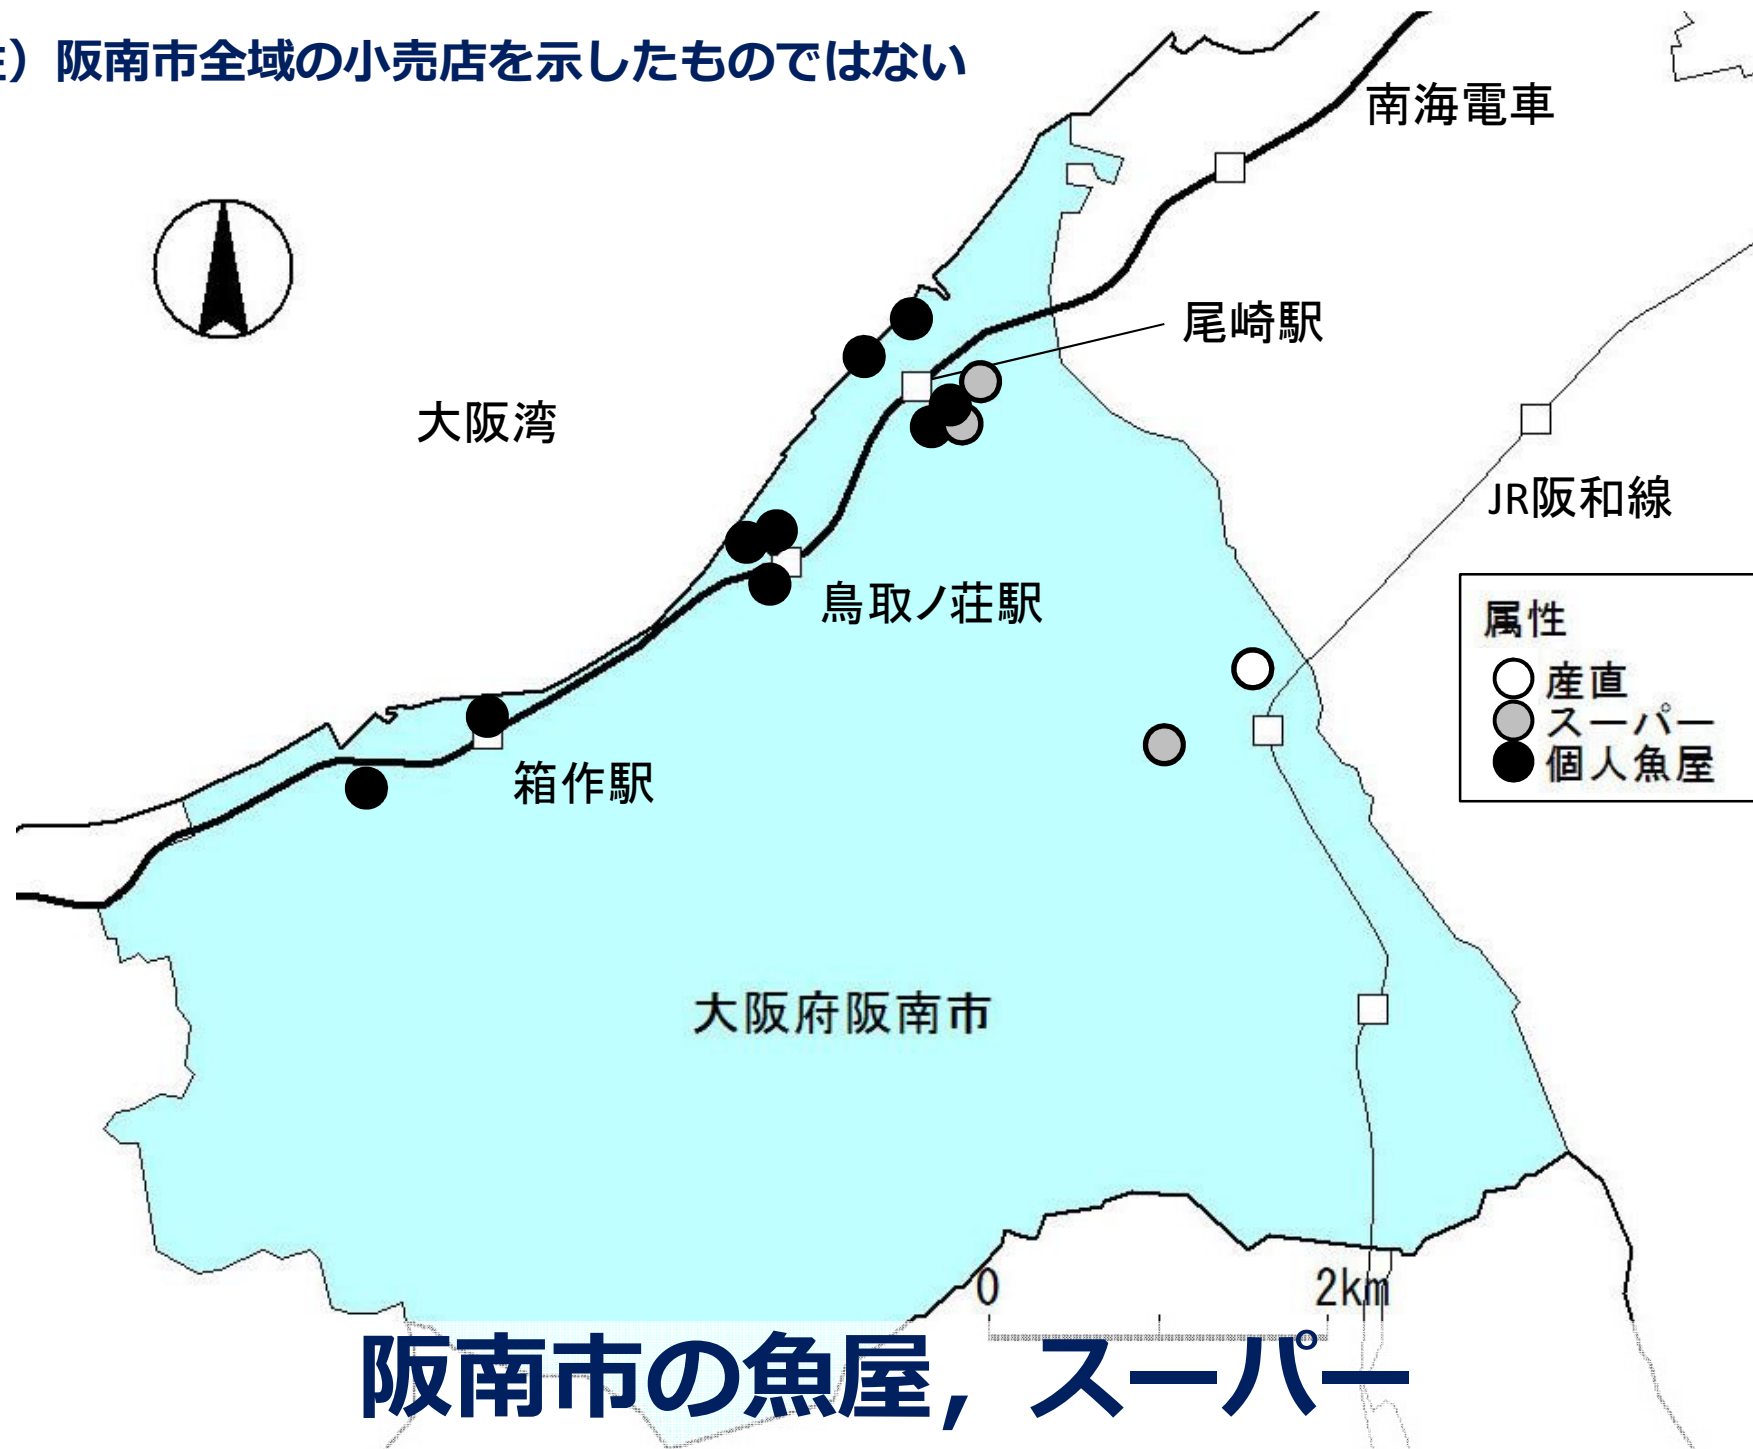 ）阪南市全域の小売店を示したものではない
南海電車
尾崎駅
大阪湾
JR阪和線
鳥取ノ荘駅
属性
産直
スーパー
個人魚屋
箱作駅
大阪府阪南市
0 2km
阪南市の魚屋，スーパー